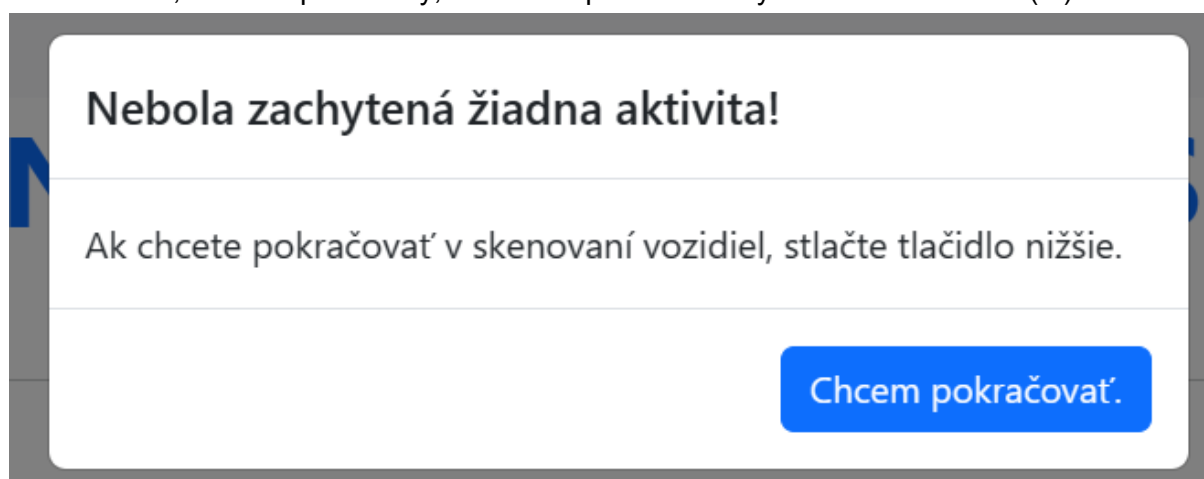 Nebola zachytená žiadna aktivita!
Ak chcete pokračovať v skenovaní vozidiel, stlačte tlačidlo nižšie.
Chcem pokračovať.